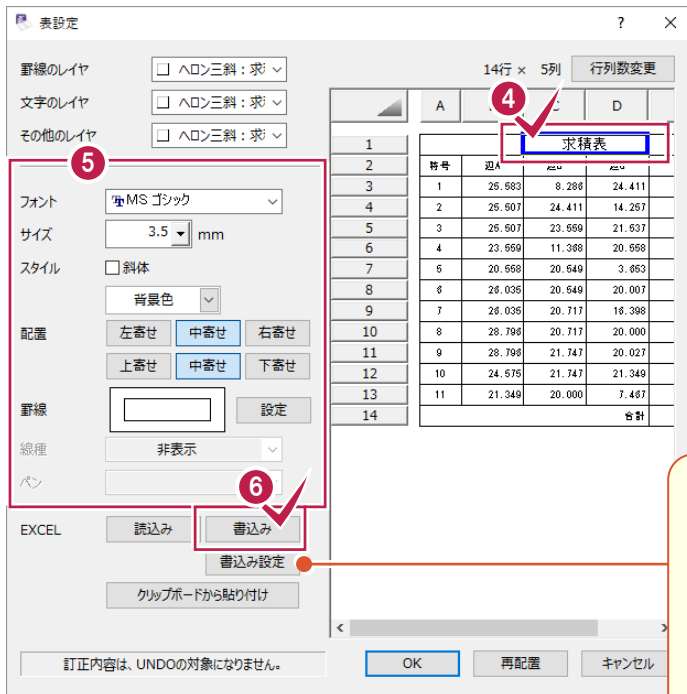 表設定 ? ×
罫線のレイヤ ヘロン三斜：求
14行 × 5列 行列数変更
文字のレイヤ ヘロン三斜：求
その他のレイヤ ヘロン三斜：求
4
A D
1 求積表
2 符号 辺A
3 1 25.583 8.286 24.411
4 2 25.507 24.411 14.257
5 3 25.507 23.559 21.537
6 4 23.559 11.368 20.558
7 5 20.558 20.549 3.653
8 6 26.035 20.549 20.007
9 7 26.035 20.717 16.398
10 8 28.796 20.717 20.000
11 9 28.796 21.747 20.027
12 10 24.575 21.747 21.349
13 11 21.349 20.000 7.467
14 合計
5
フォント MS ゴシック
サイズ 3.5 mm
スタイル 斜体
背景色
配置 左寄せ 中寄せ 右寄せ
上寄せ 中寄せ 下寄せ
罫線 設定
線種 非表示
ペン
6
EXCEL 読込み 書込み
書込み設定
クリップボードから貼り付け
訂正内容は、UNDOの対象になりません。
OK 再配置 キャンセル